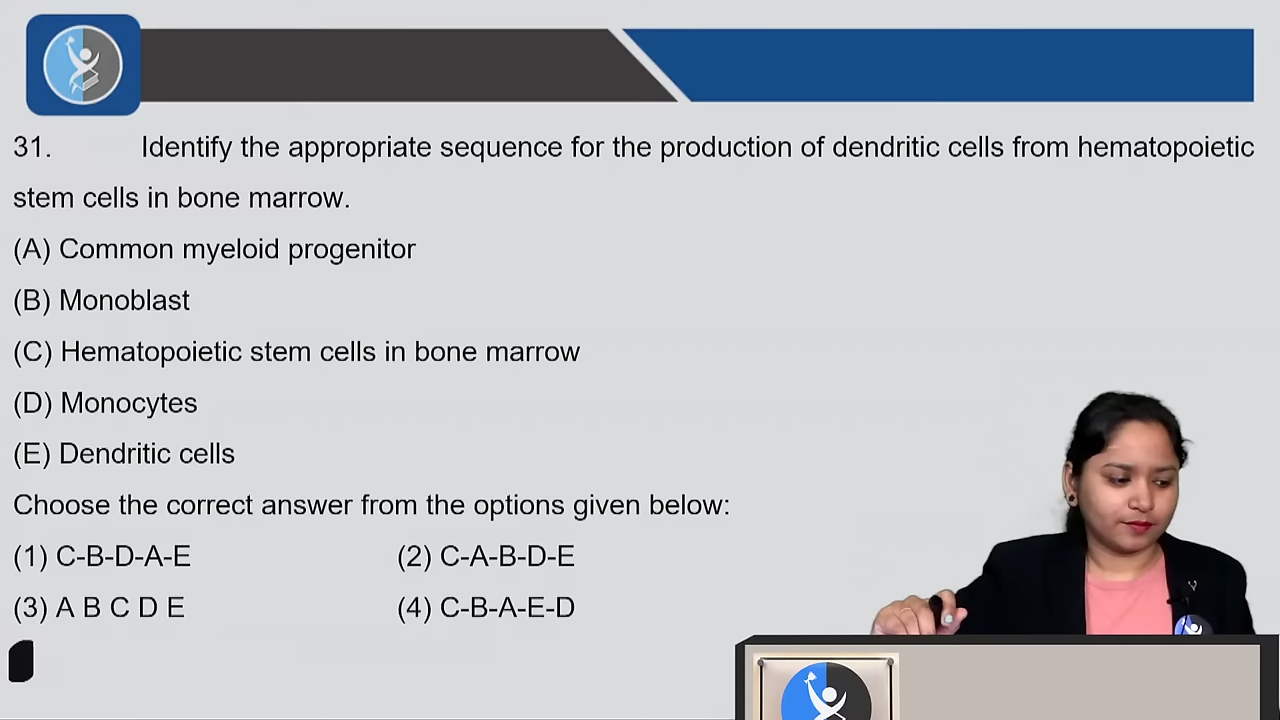 31. Identify the appropriate sequence for the production of dendritic cells from hematopoietic
stem cells in bone marrow.
(A) Common myeloid progenitor
(B) Monoblast
(C) Hematopoietic stem cells in bone marrow
(D) Monocytes
(E) Dendritic cells
Choose the correct answer from the options given below:
(1) C-B-D-A-E (2) C-A-B-D-E
(3) A B C D E (4) C-B-A-E-D